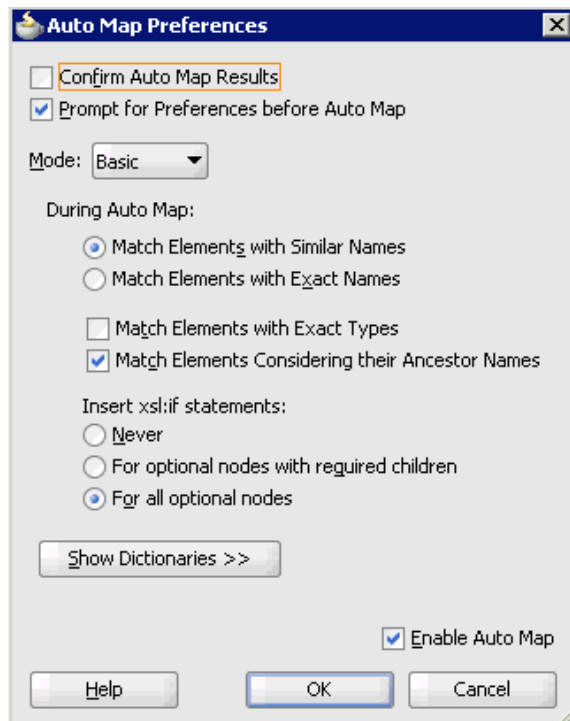 Auto Map Preferences
Confirm Auto Map Results
Prompt for Preferences before Auto Map
Mode: Basic
During Auto Map:
Match Elements with Similar Names
Match Elements with Exact Names
Match Elements with Exact Types
Match Elements Considering their Ancestor Names
Insert xsl:if statements:
Never
For optional nodes with required children
For all optional nodes
Show Dictionaries >>
Enable Auto Map
Help OK Cancel